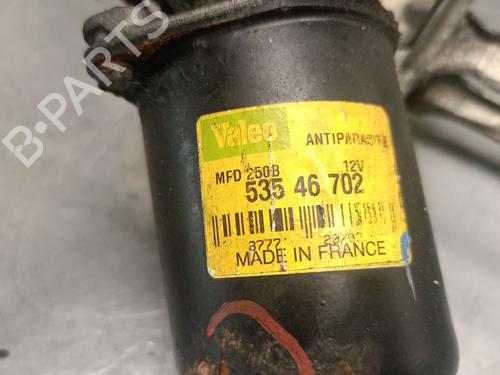 B-PARTS
Valeo
ANTIPARASITE
MFD 250B 12V
535 46 702
MADE IN FRANCE